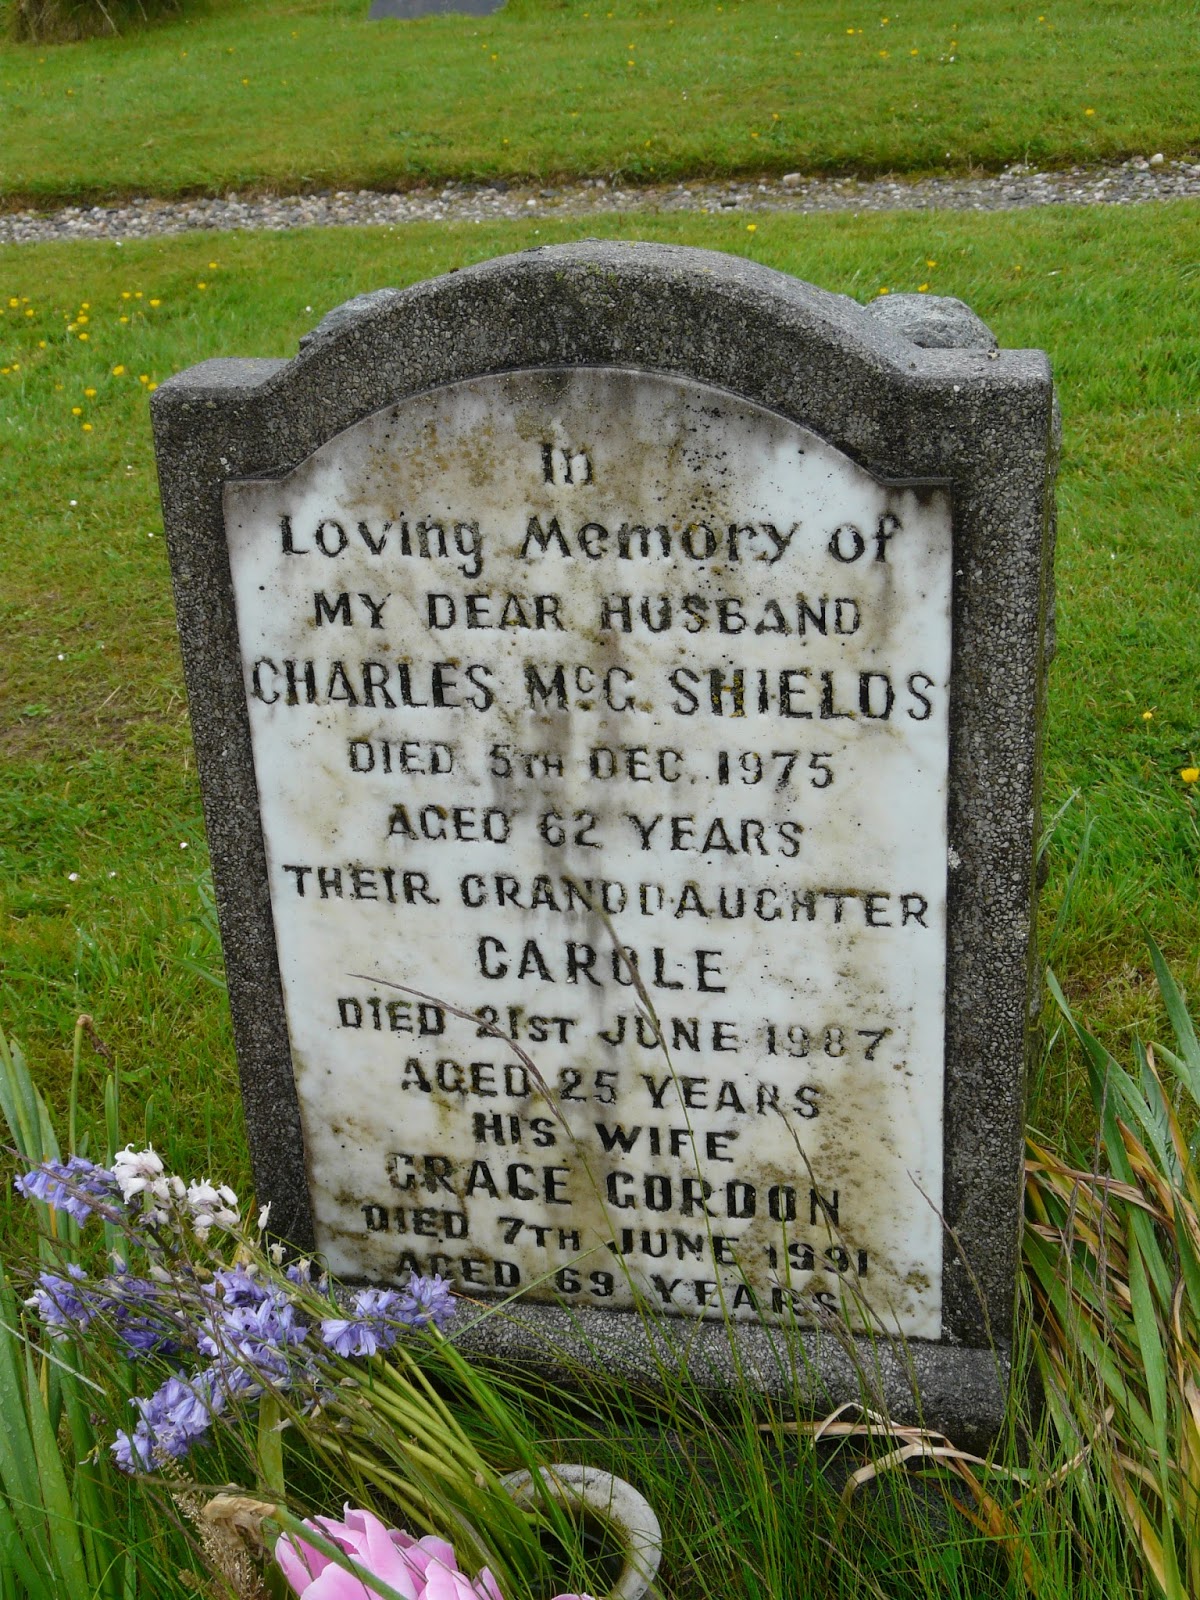 In
Loving Memory of
MY DEAR HUSBAND
CHARLES McG SHIELDS
DIED 5TH DEC. 1975
AGED 62 YEARS
THEIR GRANDDAUGHTER
CAROLE
DIED 21ST JUNE 1987
AGED 25 YEARS
HIS WIFE
GRACE GORDON
DIED 7TH JUNE 1991
AGED 69 YEARS